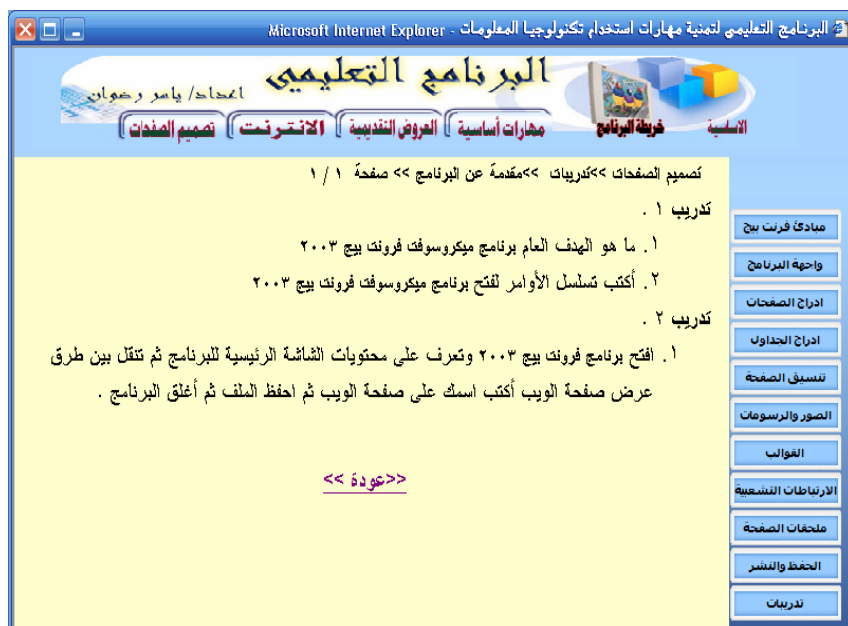 البرنامج التعليمي لتمنية مهارات استخدام تكنولوجيا المعلومات - Microsoft Internet Explorer
البرنامج التعليمي
اعداد/ ياسر رضوان
الاساسية
خريطة البرنامج
مهارات أساسية
العروض التقديمية
الانترنت
تصميم الصفحات
تصميم الصفحات >>تدريبات >>مقدمة عن البرنامج >> صفحة ١ / ١
تدريب ١ .
١. ما هو الهدف العام برنامج ميكروسوفت فرونت بيج ٢٠٠٣
٢. أكتب تسلسل الأوامر لفتح برنامج ميكروسوفت فرونت بيج ٢٠٠٣
تدريب ٢ .
١. افتح برنامج فرونت بيج ٢٠٠٣ وتعرف على محتويات الشاشة الرئيسية للبرنامج ثم تنقل بين طرق
عرض صفحة الويب أكتب اسمك على صفحة الويب ثم احفظ الملف ثم أغلق البرنامج .
<<عودة >>
مبادئ فرنت بيج
واجهة البرنامج
ادراج الصفحات
ادراج الجداول
تنسيق الصفحة
الصور والرسومات
القوالب
الارتباطات التشعبية
ملحقات الصفحة
الحفظ والنشر
تدريبات